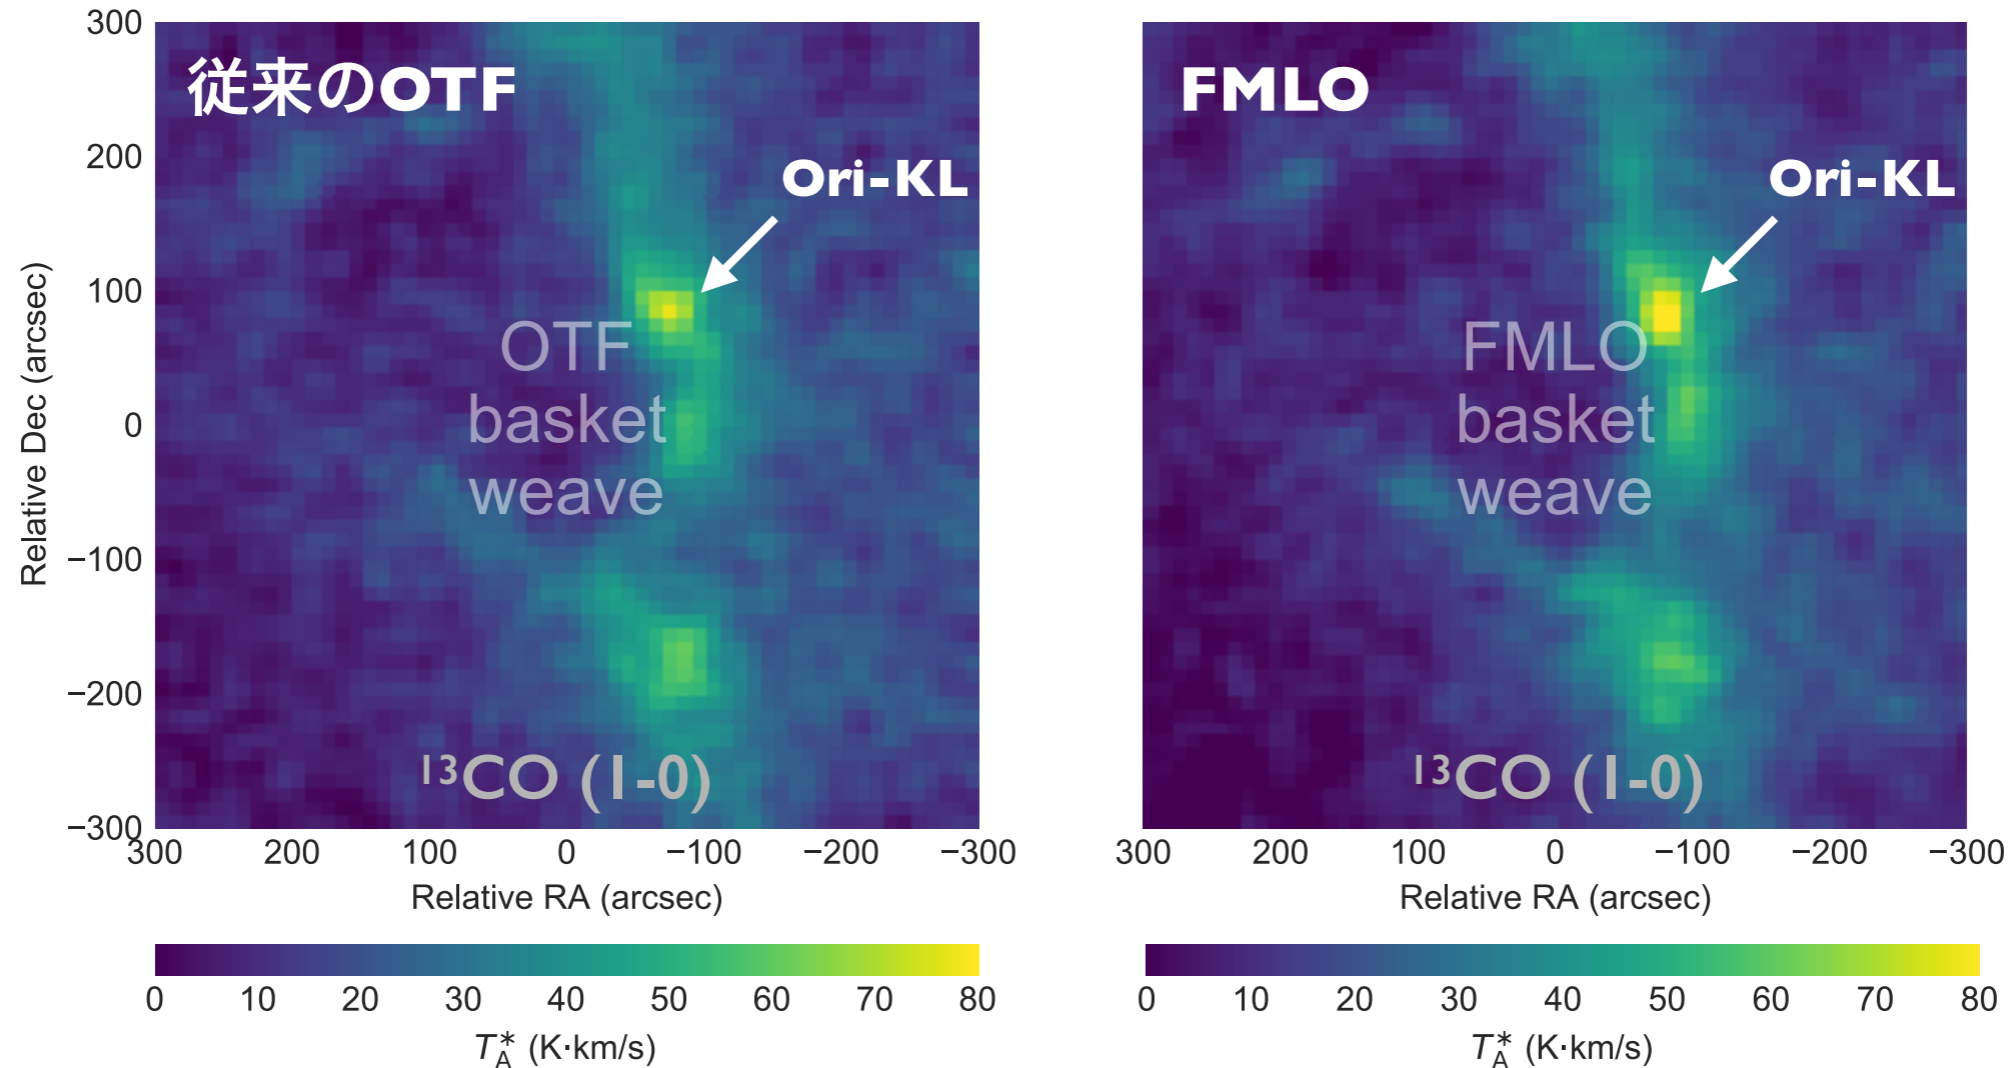 従来のOTF
Ori-KL
OTF
basket
weave
¹³CO (1-0)
300
200
100
0
−100
−200
−300
Relative Dec (arcsec)
300 200 100 0 −100 −200 −300
Relative RA (arcsec)
0 10 20 30 40 50 60 70 80
T*A (K·km/s)
FMLO
Ori-KL
FMLO
basket
weave
¹³CO (1-0)
300 200 100 0 −100 −200 −300
Relative RA (arcsec)
0 10 20 30 40 50 60 70 80
T*A (K·km/s)